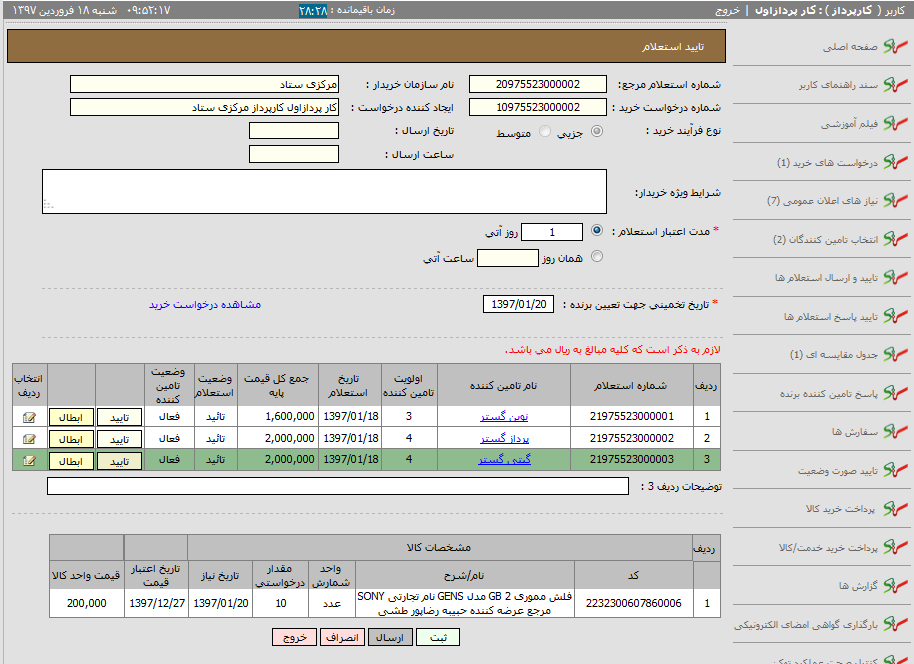 کاربر ( کارپرداز ) : کار پردازاول | خروج
زمان باقیمانده : ۲۸:۲۸
۰۹:۵۲:۱۷ شنبه ۱۸ فروردین ۱۳۹۷
صفحه اصلی
سند راهنمای کاربر
فیلم آموزشی
درخواست های خرید (1)
نیاز های اعلان عمومی (7)
انتخاب تامین کنندگان (2)
تایید و ارسال استعلام ها
تایید پاسخ استعلام ها
جدول مقایسه ای (1)
پاسخ تامین کننده برنده
سفارش ها
تایید صورت وضعیت
پرداخت خرید کالا
پرداخت خرید خدمت/کالا
گزارش ها
بارگذاری گواهی امضای الکترونیکی
تایید استعلام
شماره استعلام مرجع: 20975523000002 نام سازمان خریدار : مرکزی ستاد
شماره درخواست خرید : 10975523000002 ایجاد کننده درخواست : کار پردازاول کارپرداز مرکزی ستاد
نوع فرآیند خرید : جزیی متوسط تاریخ ارسال :
ساعت ارسال :
شرایط ویژه خریدار:
* مدت اعتبار استعلام : 1 روز آتی
همان روز ساعت آتی
* تاریخ تخمینی جهت تعیین برنده : 1397/01/20 مشاهده درخواست خرید
لازم به ذکر است که کلیه مبالغ به ریال می باشد.
ردیف شماره استعلام نام تامین کننده اولویت تامین کننده تاریخ استعلام جمع کل قیمت پایه وضعیت استعلام وضعیت تامین کننده انتخاب ردیف
1 21975523000001 نوین گستر 3 1397/01/18 1,600,000 تائید فعال تایید ابطال
2 21975523000002 پرداز گستر 4 1397/01/18 2,000,000 تائید فعال تایید ابطال
3 21975523000003 گیتی گستر 4 1397/01/18 2,000,000 تائید فعال تایید ابطال
توضیحات ردیف 3 :
ردیف مشخصات کالا
کد نام/شرح واحد شمارش مقدار درخواستی تاریخ نیاز تاریخ اعتبار قیمت قیمت واحد کالا
1 2232300607860006 فلش مموری 2 GB مدل GENS نام تجارتی SONY مرجع عرضه کننده حبیبه رضاپور طشی عدد 10 1397/01/20 1397/12/27 200,000
ثبت ارسال انصراف خروج